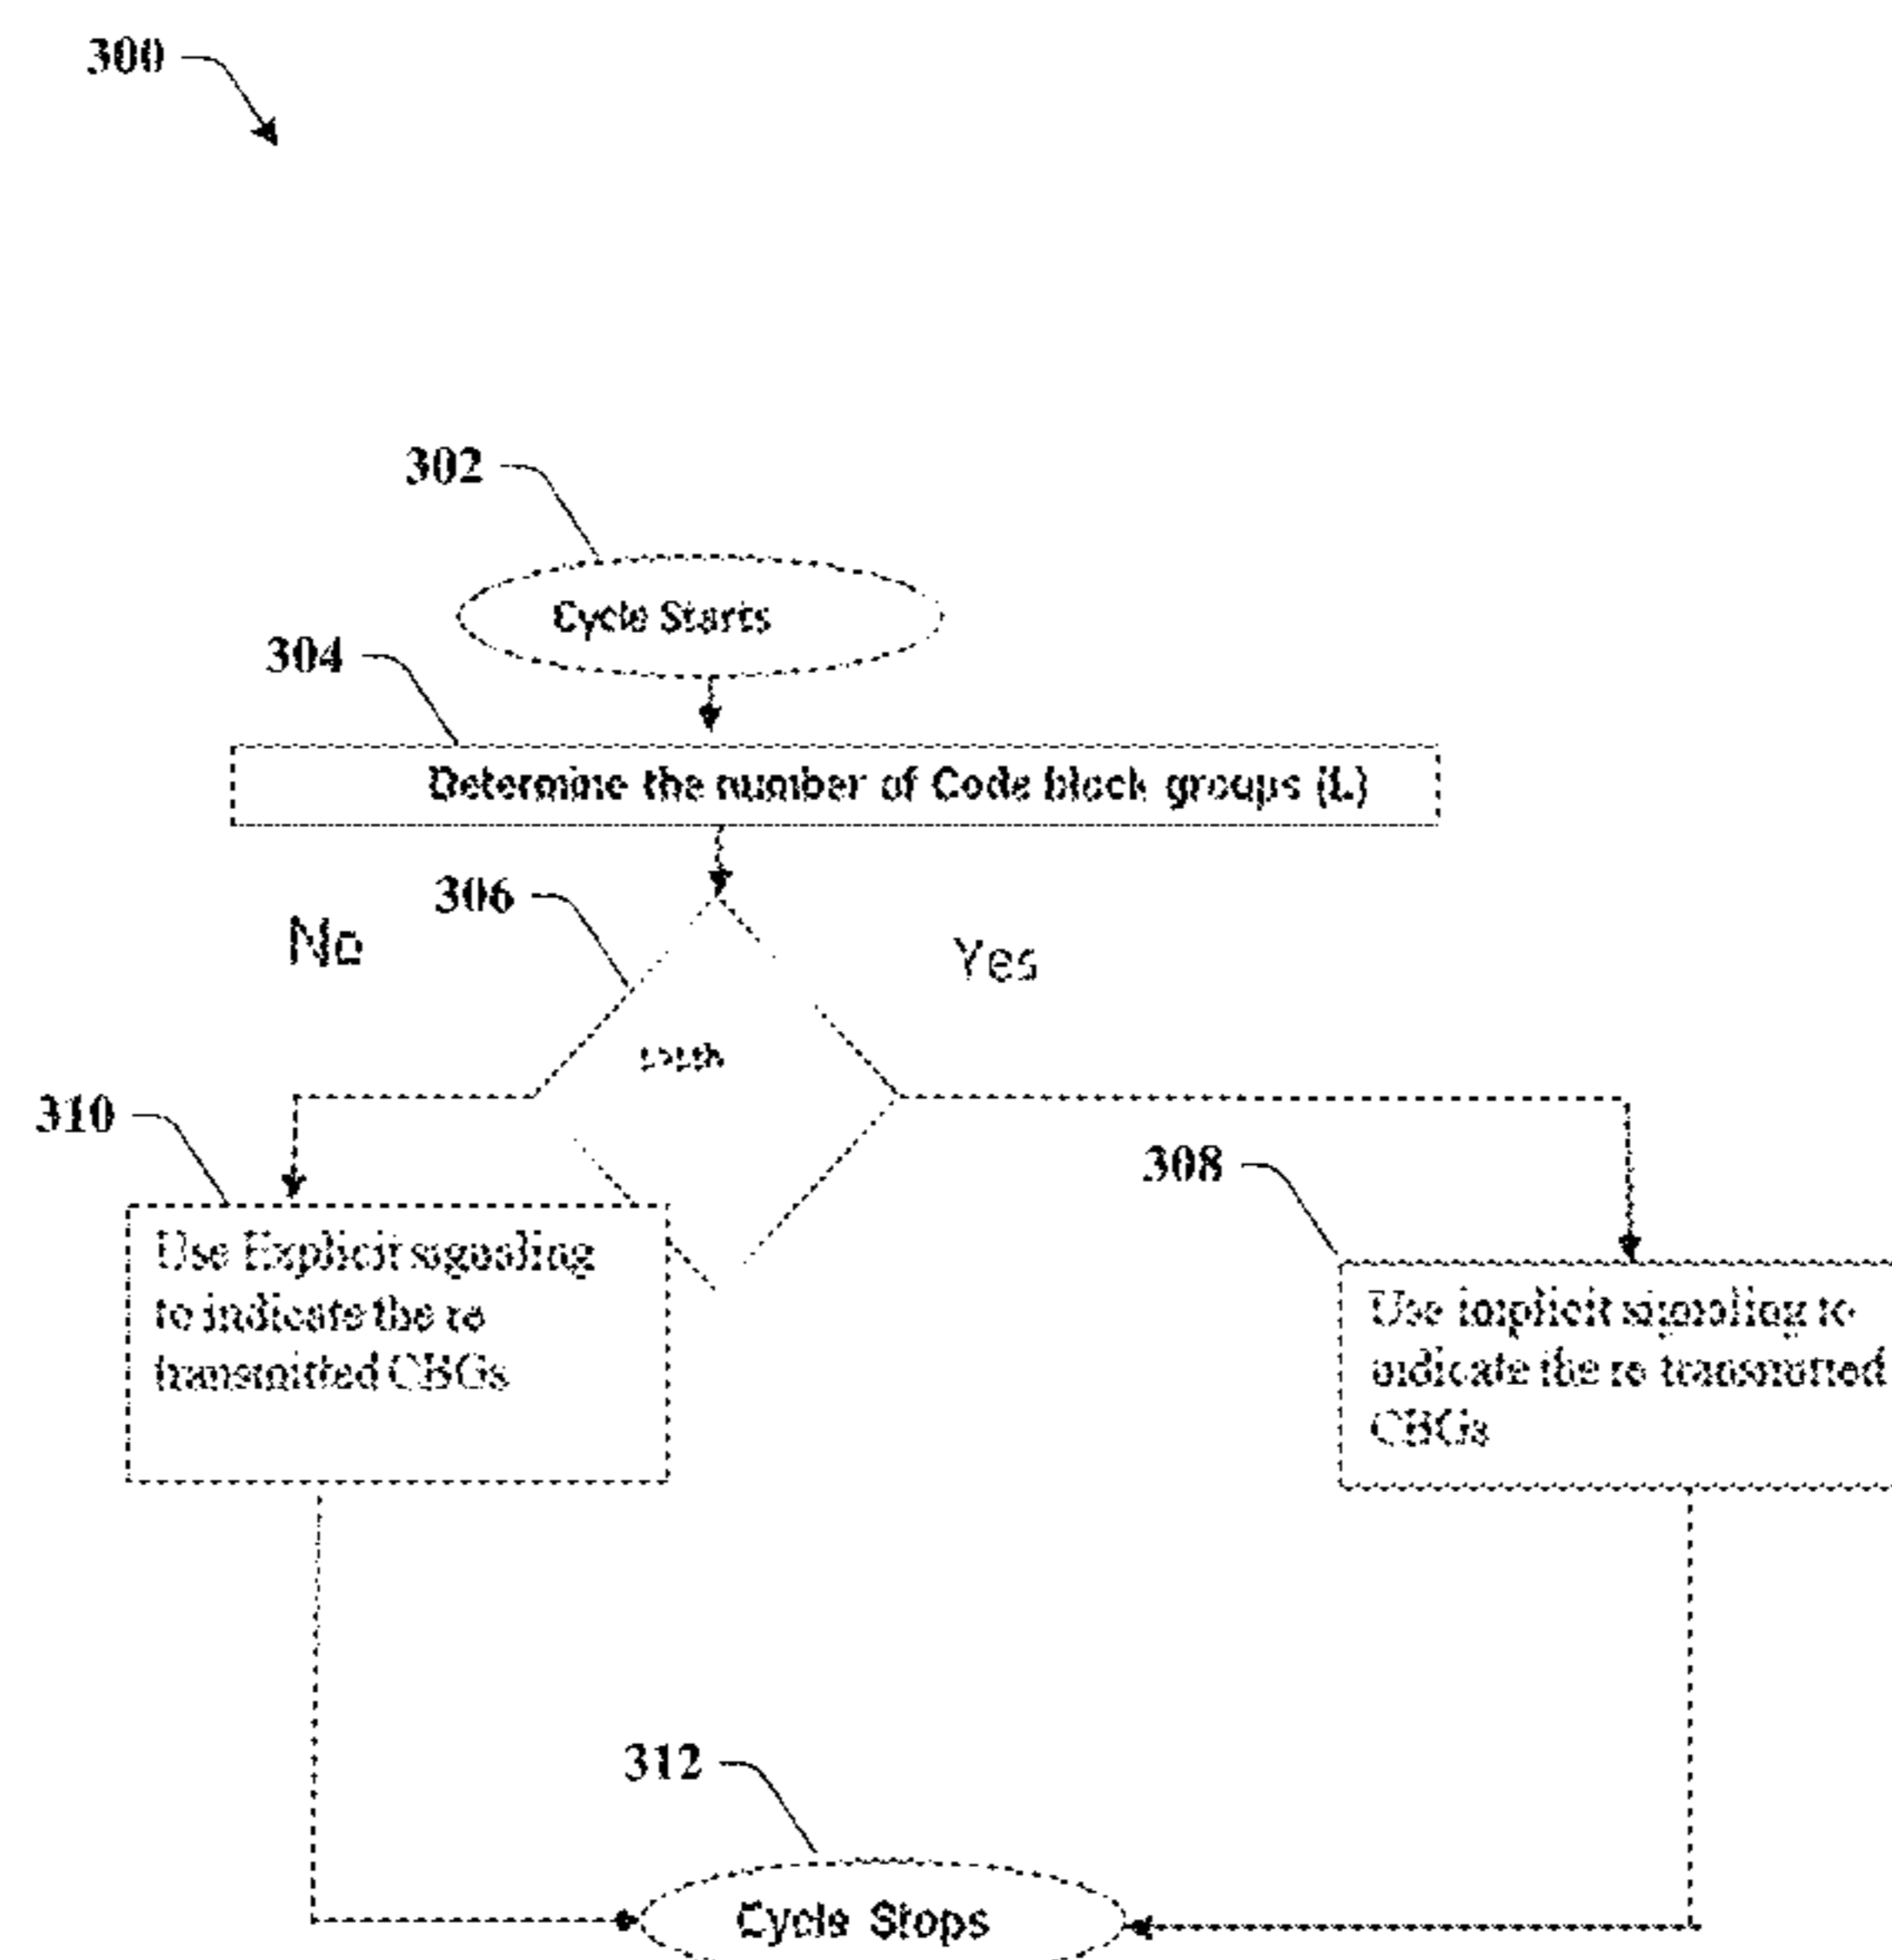 300
302
Cycle Starts
304
Determine the number of Code block groups (L)
306
No
Yes
310
308
Use Explicit signaling
to indicate the re
transmitted CBGs
Use implicit signaling to
indicate the re transmitted
CBGs
312
Cycle Stops